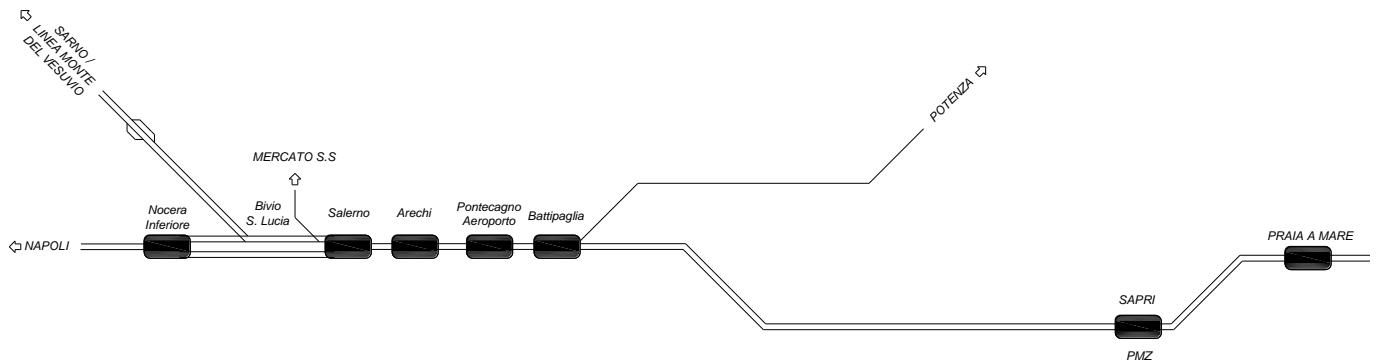 SARNO /
LINEA MONTE
DEL VESUVIO
POTENZA
MERCATO S.S
Nocera
Inferiore
Bivio
S. Lucia
Salerno
Arechi
Pontecagno
Aeroporto
Battipaglia
NAPOLI
PRAIA A MARE
SAPRI
PMZ